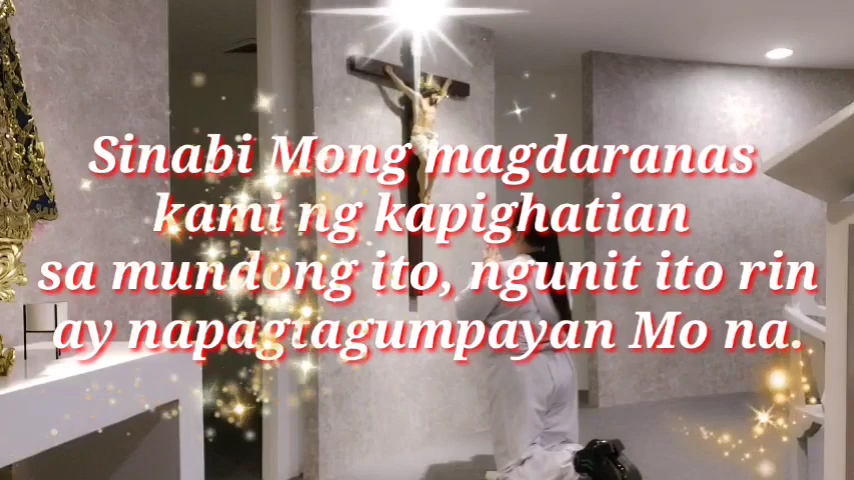 Sinabi Mong magdaranas
kami ng kapighatian
sa mundong ito, ngunit ito rin
ay napagtagumpayan Mo na.